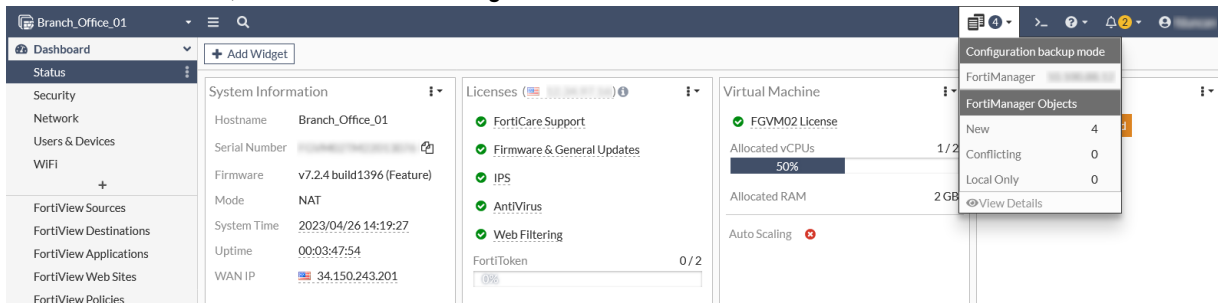 Branch_Office_01
4
>_
2
Dashboard
Status
Security
Network
Users & Devices
WiFi
+
FortiView Sources
FortiView Destinations
FortiView Applications
FortiView Web Sites
FortiView Policies
+ Add Widget
System Information
Hostname Branch_Office_01
Serial Number
Firmware v7.2.4 build1396 (Feature)
Mode NAT
System Time 2023/04/26 14:19:27
Uptime 00:03:47:54
WAN IP 34.150.243.201
Licenses ( )
FortiCare Support
Firmware & General Updates
IPS
AntiVirus
Web Filtering
FortiToken 0 / 2
0%
Virtual Machine
FGVM02 License
Allocated vCPUs 1 / 2
50%
Allocated RAM 2 GB
Auto Scaling
Configuration backup mode
FortiManager
FortiManager Objects
New 4
Conflicting 0
Local Only 0
View Details